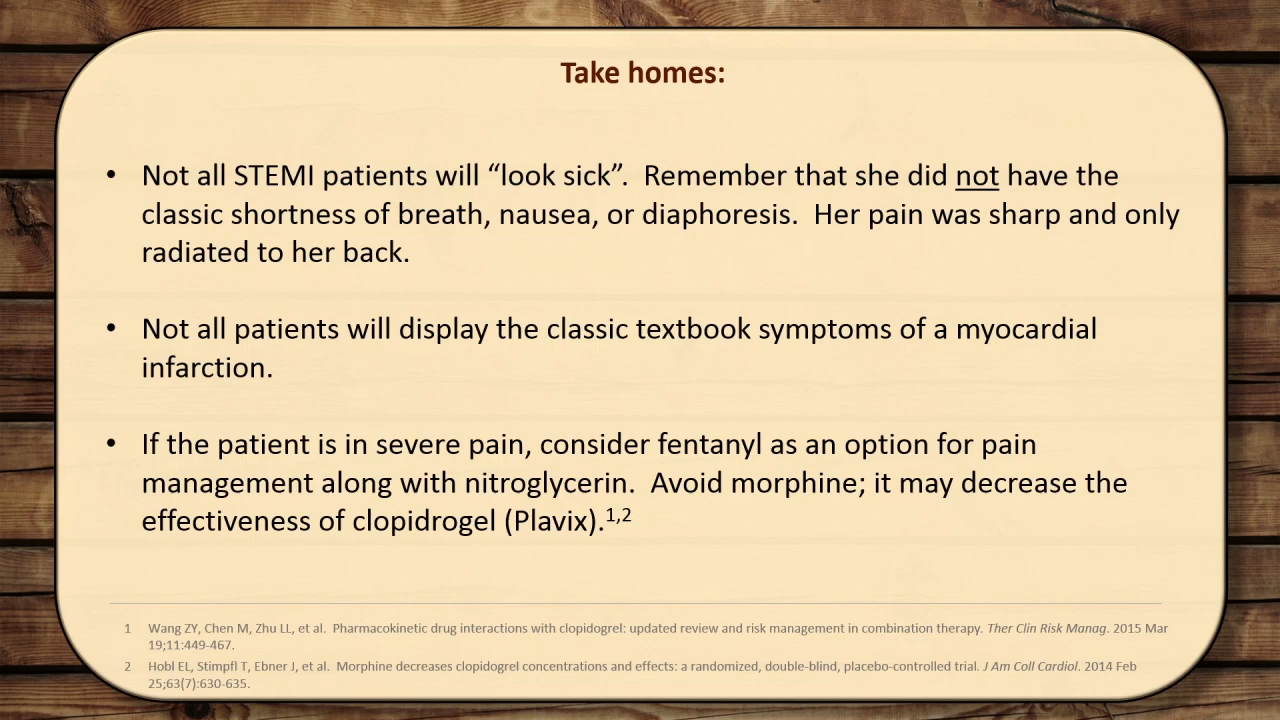 Take homes:
• Not all STEMI patients will “look sick”.  Remember that she did not have the
classic shortness of breath, nausea, or diaphoresis.  Her pain was sharp and only
radiated to her back.
• Not all patients will display the classic textbook symptoms of a myocardial
infarction.
• If the patient is in severe pain, consider fentanyl as an option for pain
management along with nitroglycerin.  Avoid morphine; it may decrease the
effectiveness of clopidrogel (Plavix).1,2
1 Wang ZY, Chen M, Zhu LL, et al.  Pharmacokinetic drug interactions with clopidogrel: updated review and risk management in combination therapy. Ther Clin Risk Manag. 2015 Mar
19;11:449-467.
2 Hobl EL, Stimpfl T, Ebner J, et al.  Morphine decreases clopidogrel concentrations and effects: a randomized, double-blind, placebo-controlled trial. J Am Coll Cardiol. 2014 Feb
25;63(7):630-635.